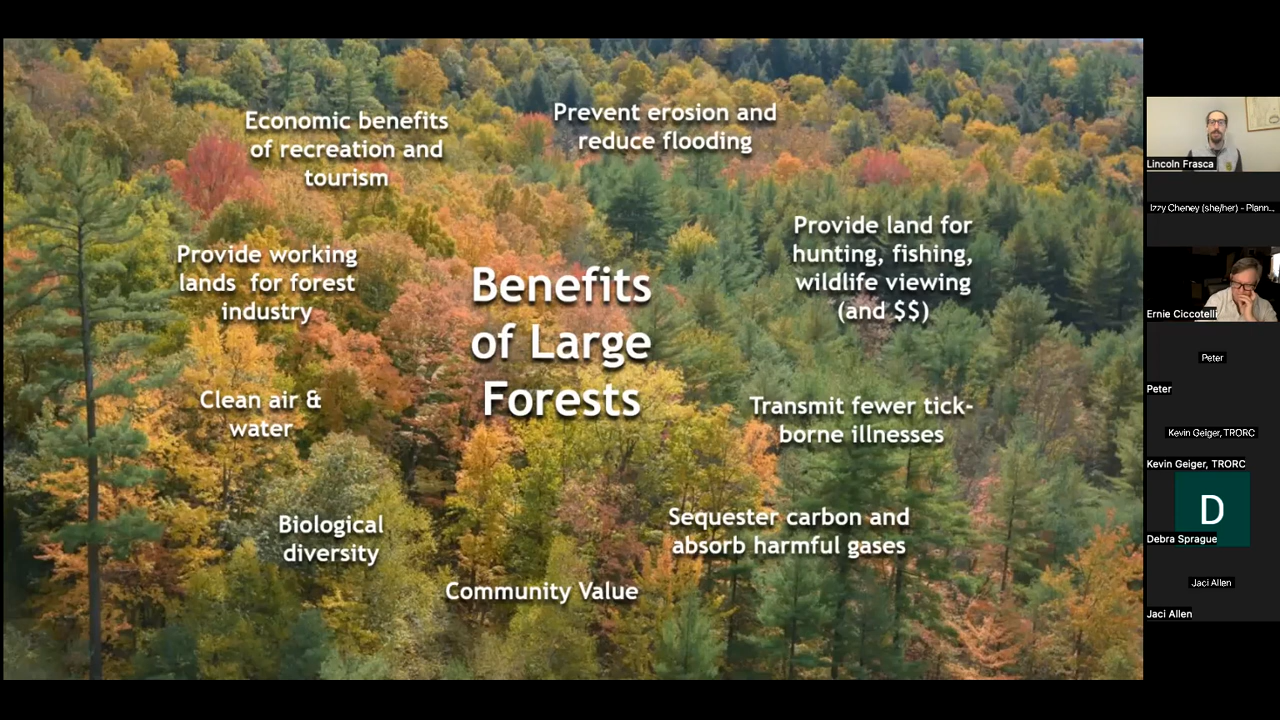 Economic benefits
of recreation and
tourism
Prevent erosion and
reduce flooding
Provide working
lands for forest
industry
Benefits
of Large
Forests
Provide land for
hunting, fishing,
wildlife viewing
(and $$)
Clean air &
water
Transmit fewer tick-
borne illnesses
Biological
diversity
Sequester carbon and
absorb harmful gases
Community Value
Lincoln Frasca
Izzy Cheney (she/her) - Plann...
Ernie Ciccotelli
Peter
Peter
Kevin Geiger, TRORC
Kevin Geiger, TRORC
D
Debra Sprague
Jaci Allen
Jaci Allen